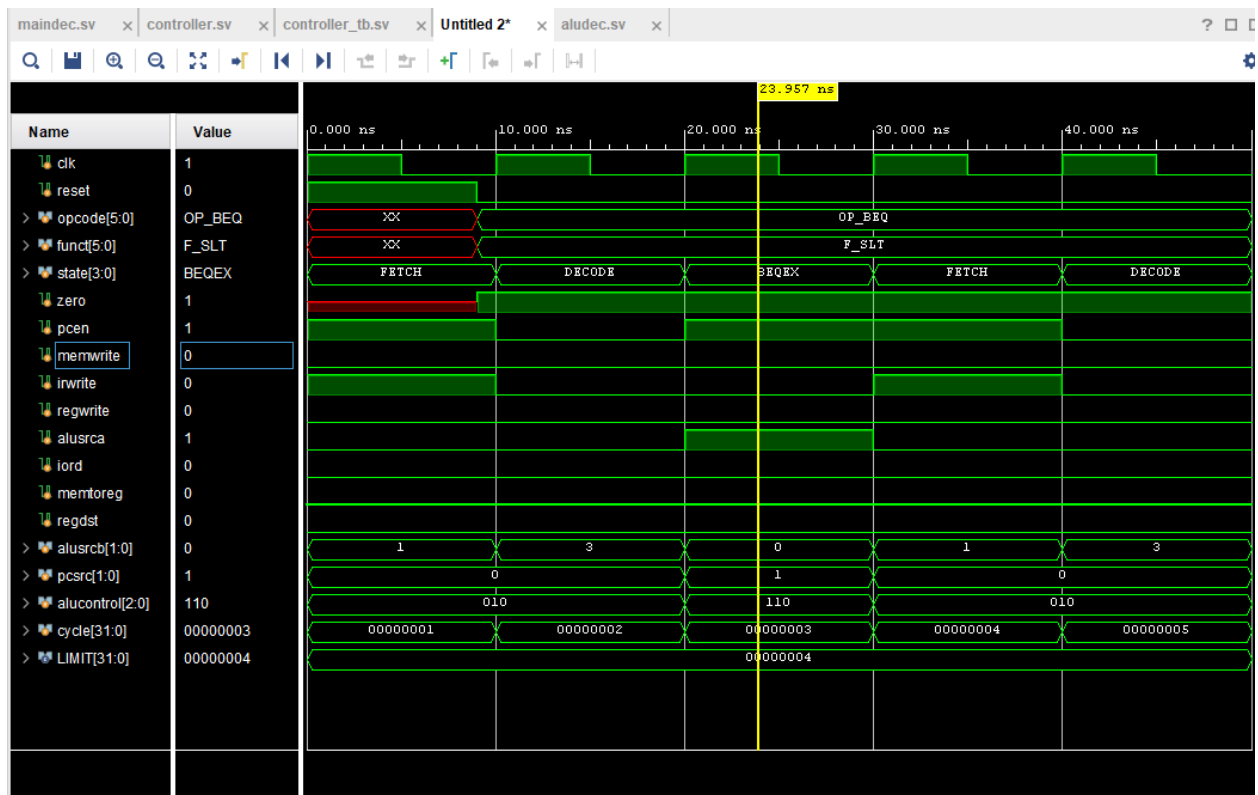 maindec.sv × controller.sv × controller_tb.sv × Untitled 2* × aludec.sv × ?
23.957 ns
Name Value 0.000 ns 10.000 ns 20.000 ns 30.000 ns 40.000 ns
clk 1
reset 0
> opcode[5:0] OP_BEQ XX OP_BEQ
> funct[5:0] F_SLT XX F_SLT
> state[3:0] BEQEX FETCH DECODE BEQEX FETCH DECODE
zero 1
pcen 1
memwrite 0
irwrite 0
regwrite 0
alusrca 1
iord 0
memtoreg 0
regdst 0
> alusrcb[1:0] 0 1 3 0 1 3
> pcsrc[1:0] 1 0 1 0
> alucontrol[2:0] 110 010 110 010
> cycle[31:0] 00000003 00000001 00000002 00000003 00000004 00000005
> LIMIT[31:0] 00000004 00000004